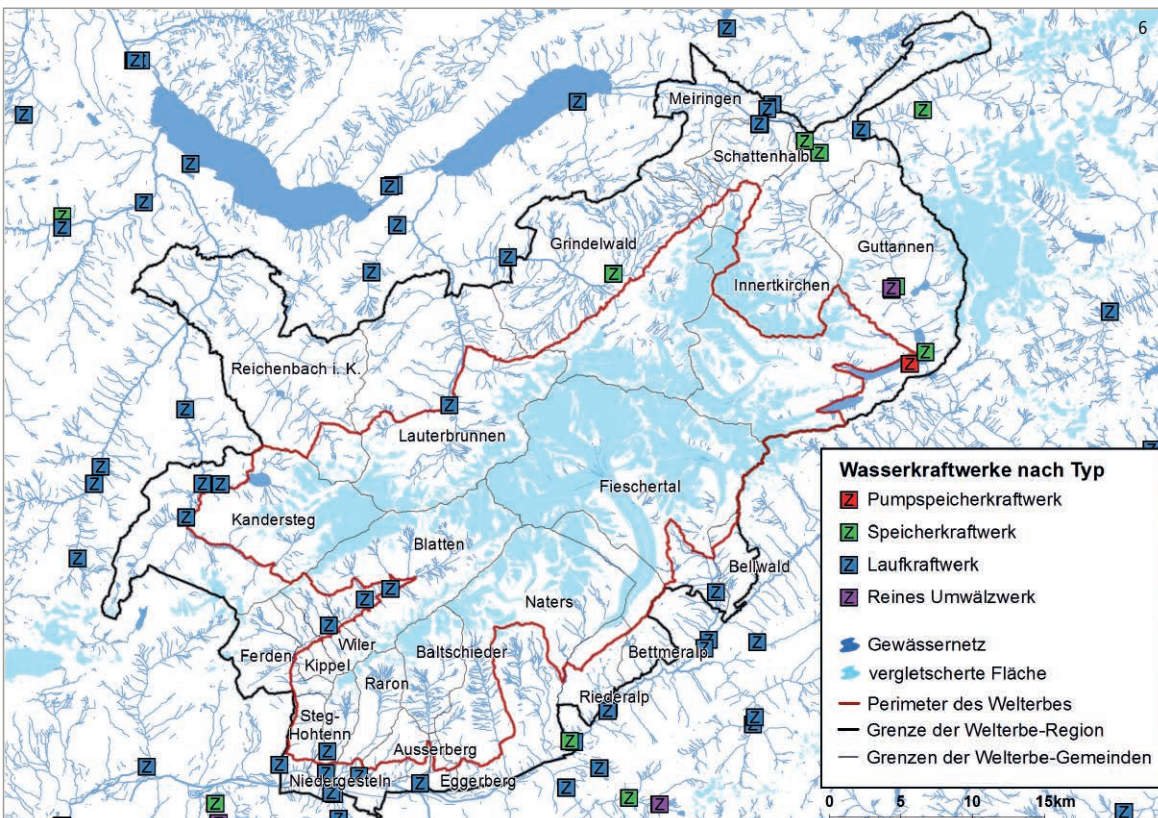 6
Meiringen
Schattenhalb
Grindelwald
Guttannen
Innertkirchen
Reichenbach i. K.
Lauterbrunnen
Fieschertal
Kandersteg
Blatten
Bellwald
Naters
Wiler
Ferden
Kippel
Baltschieder
Bettmeralp
Raron
Riederalp
Steg-
Hohtenn
Ausserberg
Niedergesteln
Eggerberg
Wasserkraftwerke nach Typ
Z Pumpspeicherkraftwerk
Z Speicherkraftwerk
Z Laufkraftwerk
Z Reines Umwälzwerk
Gewässernetz
vergletscherte Fläche
Perimeter des Welterbes
Grenze der Welterbe-Region
Grenzen der Welterbe-Gemeinden
0 5 10 15km